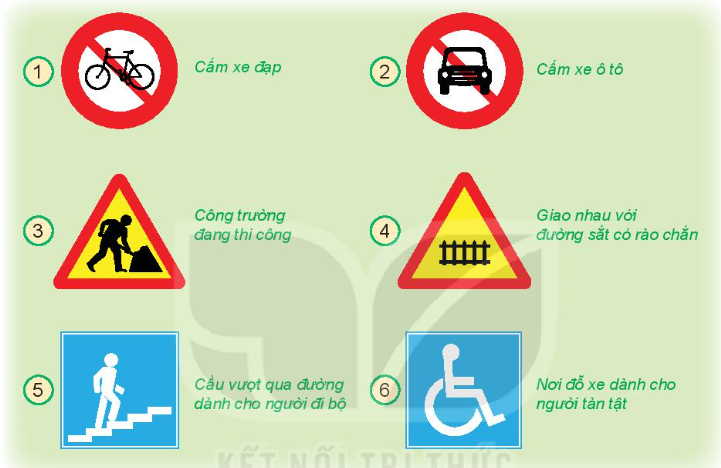 1
Cấm xe đạp
2
Cấm xe ô tô
3
Công trường
đang thi công
4
Giao nhau với
đường sắt có rào chắn
5
Cầu vượt qua đường
dành cho người đi bộ
6
Nơi đỗ xe dành cho
người tàn tật
KẾT NỐI TRI THỨC